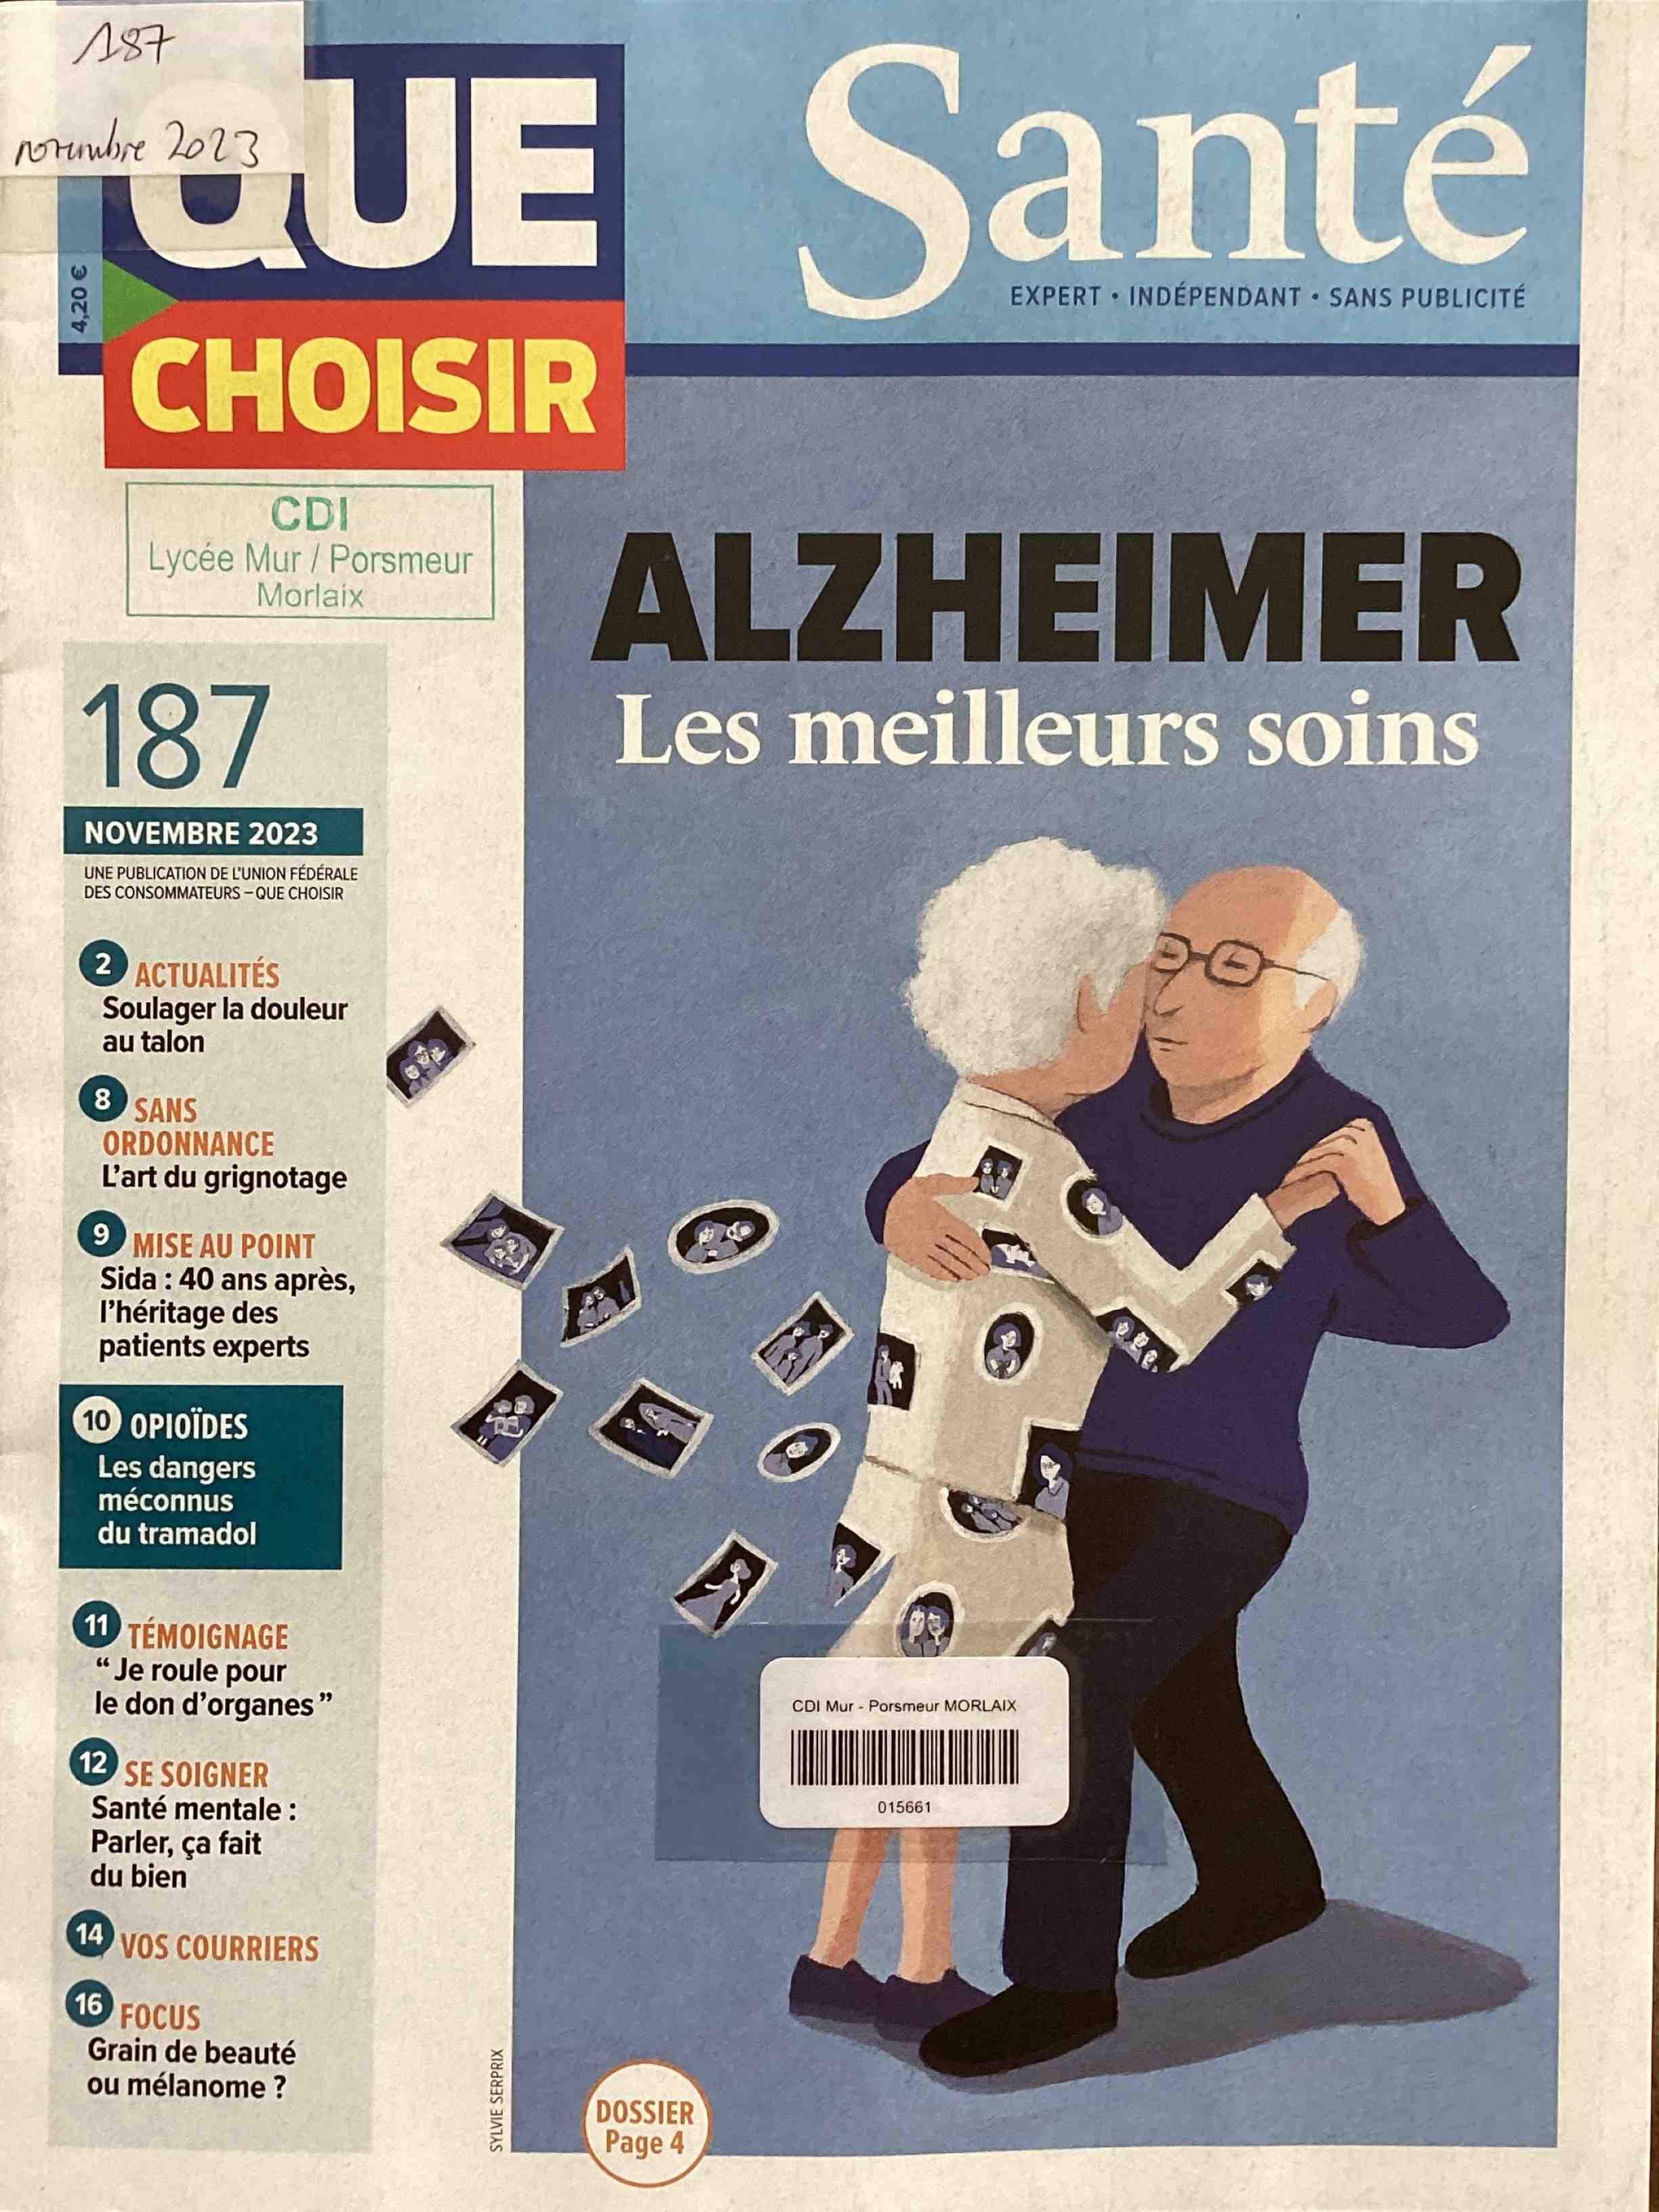 187
novembre 2023
QUE
CHOISIR
4,20 €
Santé
EXPERT • INDÉPENDANT • SANS PUBLICITÉ
CDI
Lycée Mur / Porsmeur
Morlaix
ALZHEIMER
Les meilleurs soins
187
NOVEMBRE 2023
UNE PUBLICATION DE L'UNION FÉDÉRALE
DES CONSOMMATEURS – QUE CHOISIR
2 ACTUALITÉS
Soulager la douleur
au talon
8 SANS
ORDONNANCE
L'art du grignotage
9 MISE AU POINT
Sida : 40 ans après,
l'héritage des
patients experts
10 OPIOÏDES
Les dangers
méconnus
du tramadol
11 TÉMOIGNAGE
“ Je roule pour
le don d'organes ”
12 SE SOIGNER
Santé mentale :
Parler, ça fait
du bien
14 VOS COURRIERS
16 FOCUS
Grain de beauté
ou mélanome ?
CDI Mur - Porsmeur MORLAIX
015661
SYLVIE SERPRIX
DOSSIER
Page 4